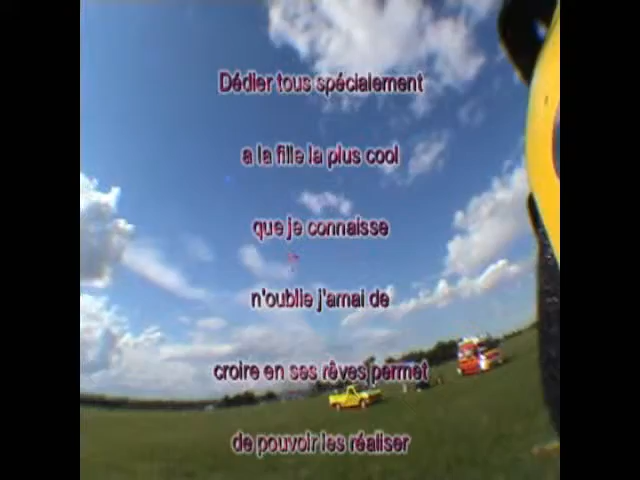 Dédier tous spécialement
a la fille la plus cool
que je connaisse
n'oublie j'amai de
croire en ses rêves permet
de pouvoir les réaliser